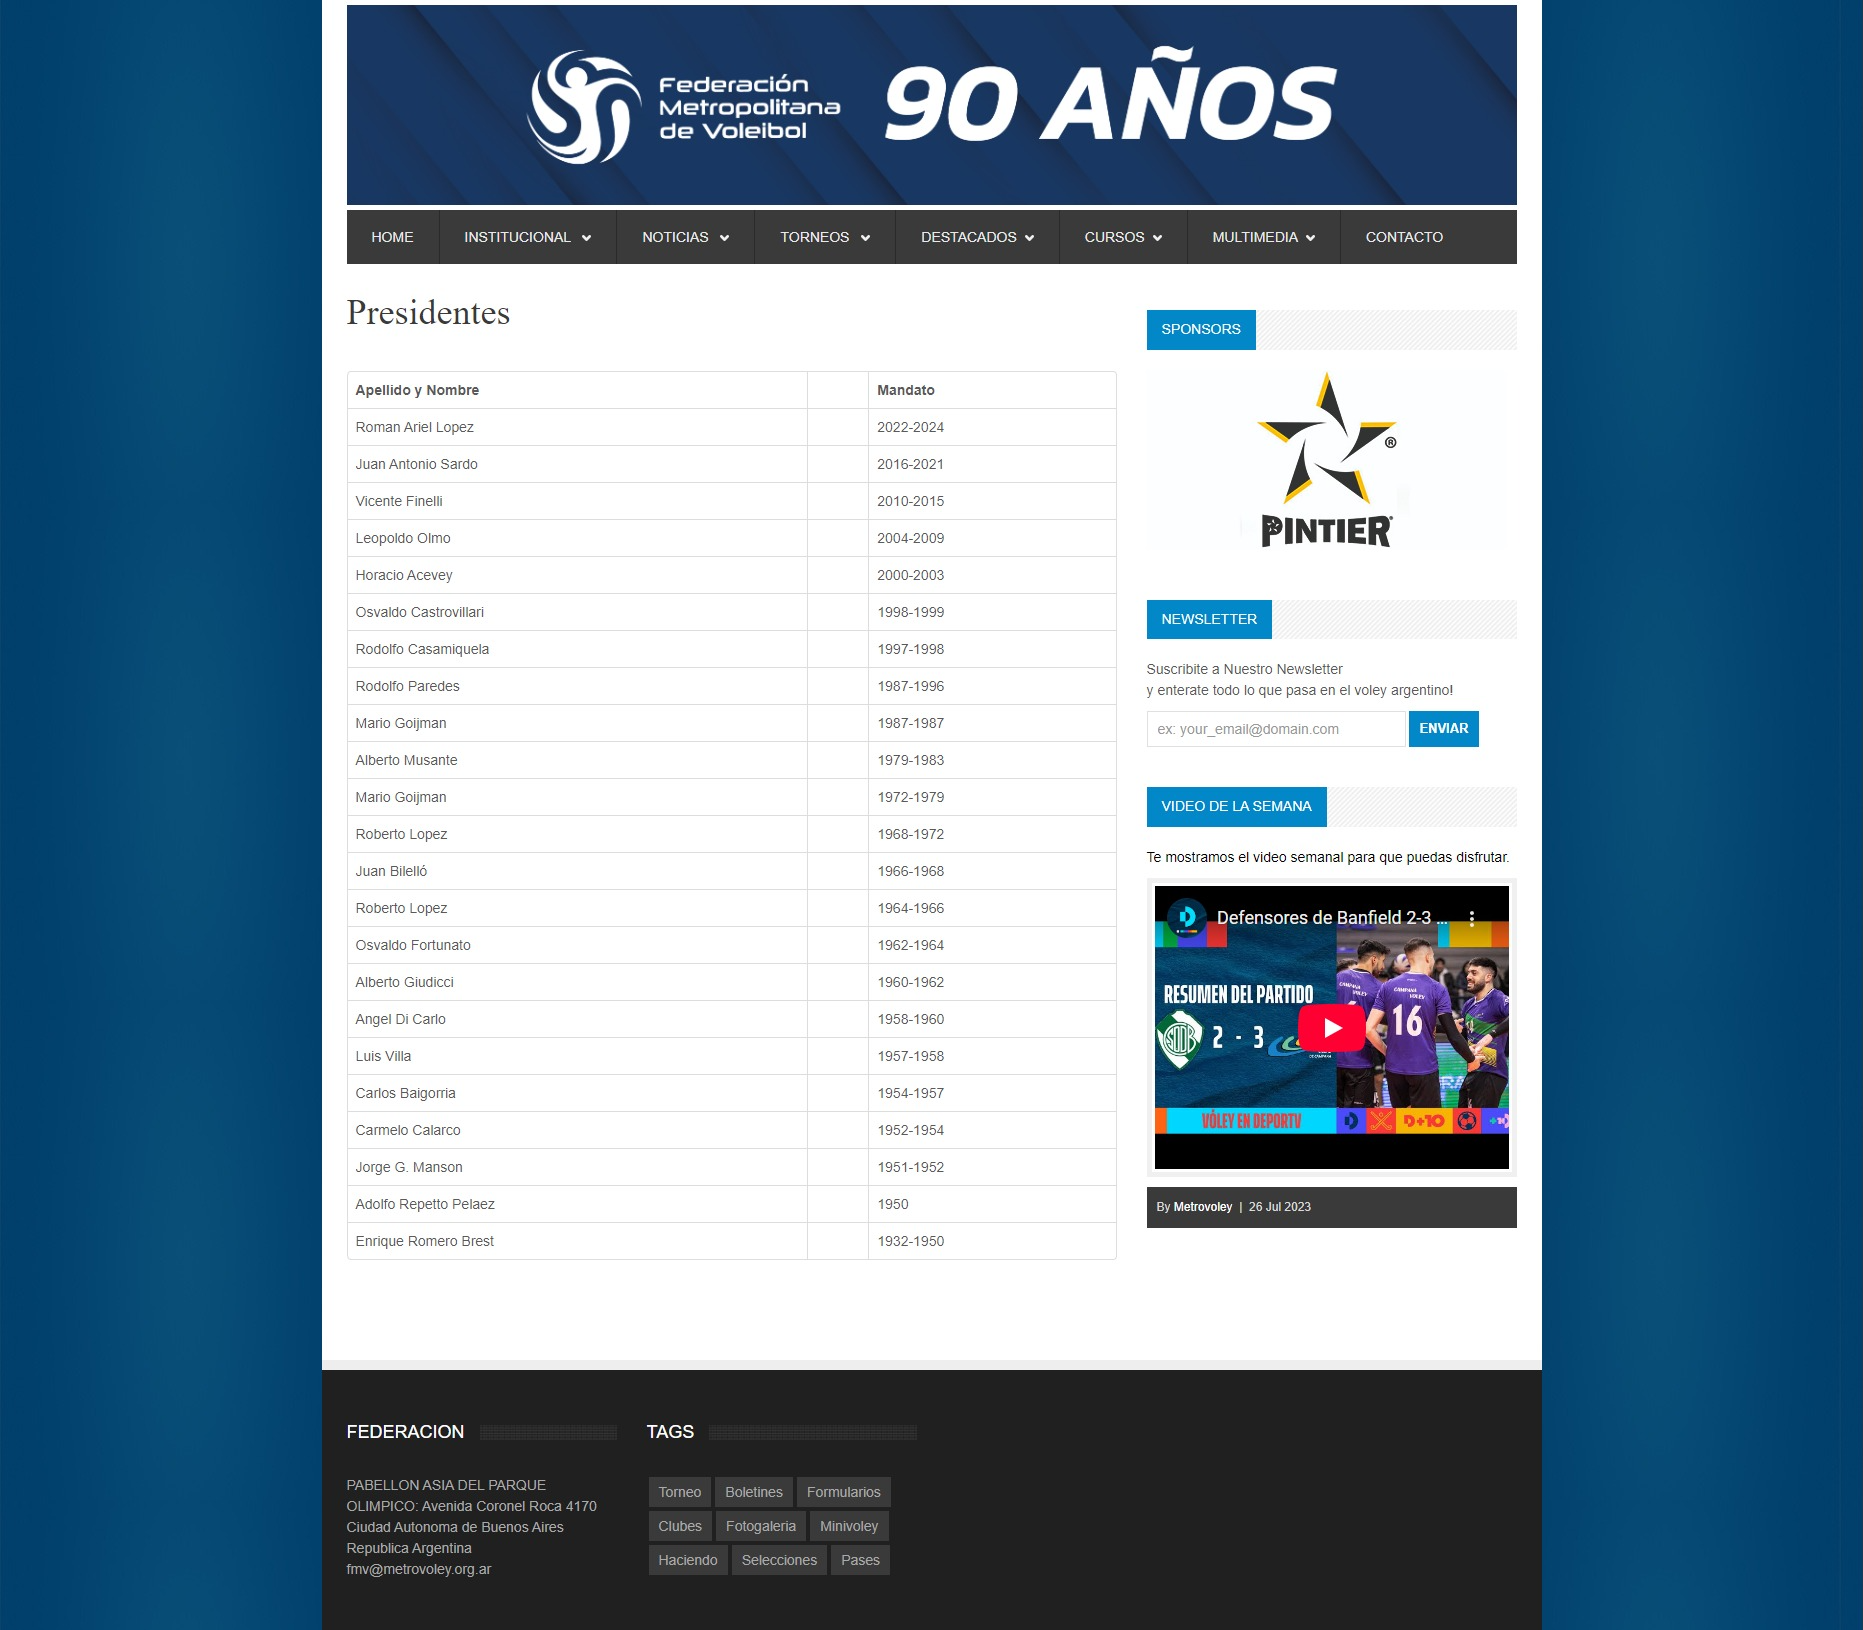 Federación
Metropolitana
de Voleibol
90 AÑOS
HOME INSTITUCIONAL NOTICIAS TORNEOS DESTACADOS CURSOS MULTIMEDIA CONTACTO
Presidentes
Apellido y Nombre Mandato
Roman Ariel Lopez 2022-2024
Juan Antonio Sardo 2016-2021
Vicente Finelli 2010-2015
Leopoldo Olmo 2004-2009
Horacio Acevey 2000-2003
Osvaldo Castrovillari 1998-1999
Rodolfo Casamiquela 1997-1998
Rodolfo Paredes 1987-1996
Mario Goijman 1987-1987
Alberto Musante 1979-1983
Mario Goijman 1972-1979
Roberto Lopez 1968-1972
Juan Bilelló 1966-1968
Roberto Lopez 1964-1966
Osvaldo Fortunato 1962-1964
Alberto Giudicci 1960-1962
Angel Di Carlo 1958-1960
Luis Villa 1957-1958
Carlos Baigorria 1954-1957
Carmelo Calarco 1952-1954
Jorge G. Manson 1951-1952
Adolfo Repetto Pelaez 1950
Enrique Romero Brest 1932-1950
SPONSORS
®
PINTIER
NEWSLETTER
Suscribite a Nuestro Newsletter
y enterate todo lo que pasa en el voley argentino!
ex: your_email@domain.com ENVIAR
VIDEO DE LA SEMANA
Te mostramos el video semanal para que puedas disfrutar.
Defensores de Banfield 2-3 ...
RESUMEN DEL PARTIDO
2 - 3
CAMPANA
VOLEY
16
VÓLEY EN DEPORTV
D+10
By Metrovoley | 26 Jul 2023
FEDERACION
PABELLON ASIA DEL PARQUE
OLIMPICO: Avenida Coronel Roca 4170
Ciudad Autonoma de Buenos Aires
Republica Argentina
fmv@metrovoley.org.ar
TAGS
Torneo Boletines Formularios
Clubes Fotogaleria Minivoley
Haciendo Selecciones Pases